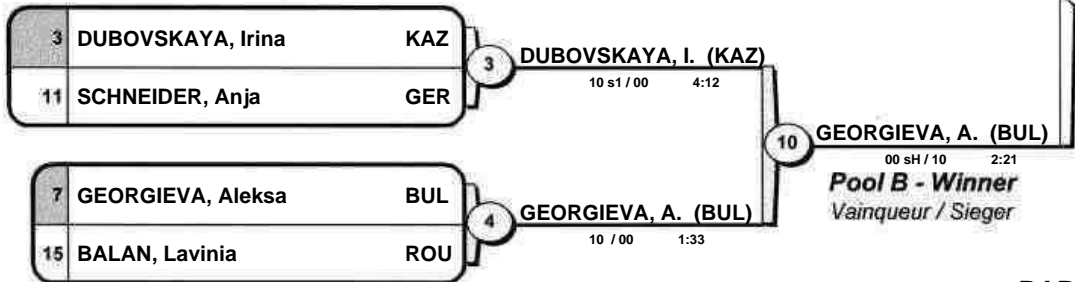 3 DUBOVSKAYA, Irina KAZ
11 SCHNEIDER, Anja GER
3
DUBOVSKAYA, I. (KAZ)
10 s1 / 00 4:12
7 GEORGIEVA, Aleksa BUL
15 BALAN, Lavinia ROU
4
GEORGIEVA, A. (BUL)
10 / 00 1:33
10
GEORGIEVA, A. (BUL)
00 sH / 10 2:21
Pool B - Winner
Vainqueur / Sieger